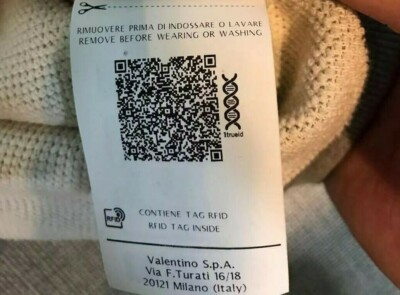 RIMUOVERE PRIMA DI INDOSSARE O LAVARE
REMOVE BEFORE WEARING OR WASHING
1trueid
RFID
CONTIENE TAG RFID
RFID TAG INSIDE
Valentino S.p.A.
Via F.Turati 16/18
20121 Milano (Italy)